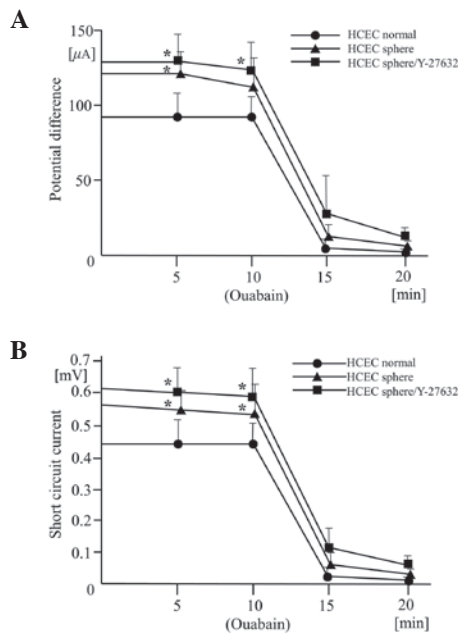 A
150
[μA]
100
50
0
Potential difference
HCEC normal
HCEC sphere
HCEC sphere/Y-27632
*
*
*
5
10
15
20
(Ouabain)
[min]
B
0.7
[mV]
0.6
0.5
0.4
0.3
0.2
0.1
0
Short circuit current
HCEC normal
HCEC sphere
HCEC sphere/Y-27632
*
*
*
*
5
10
15
20
(Ouabain)
[min]